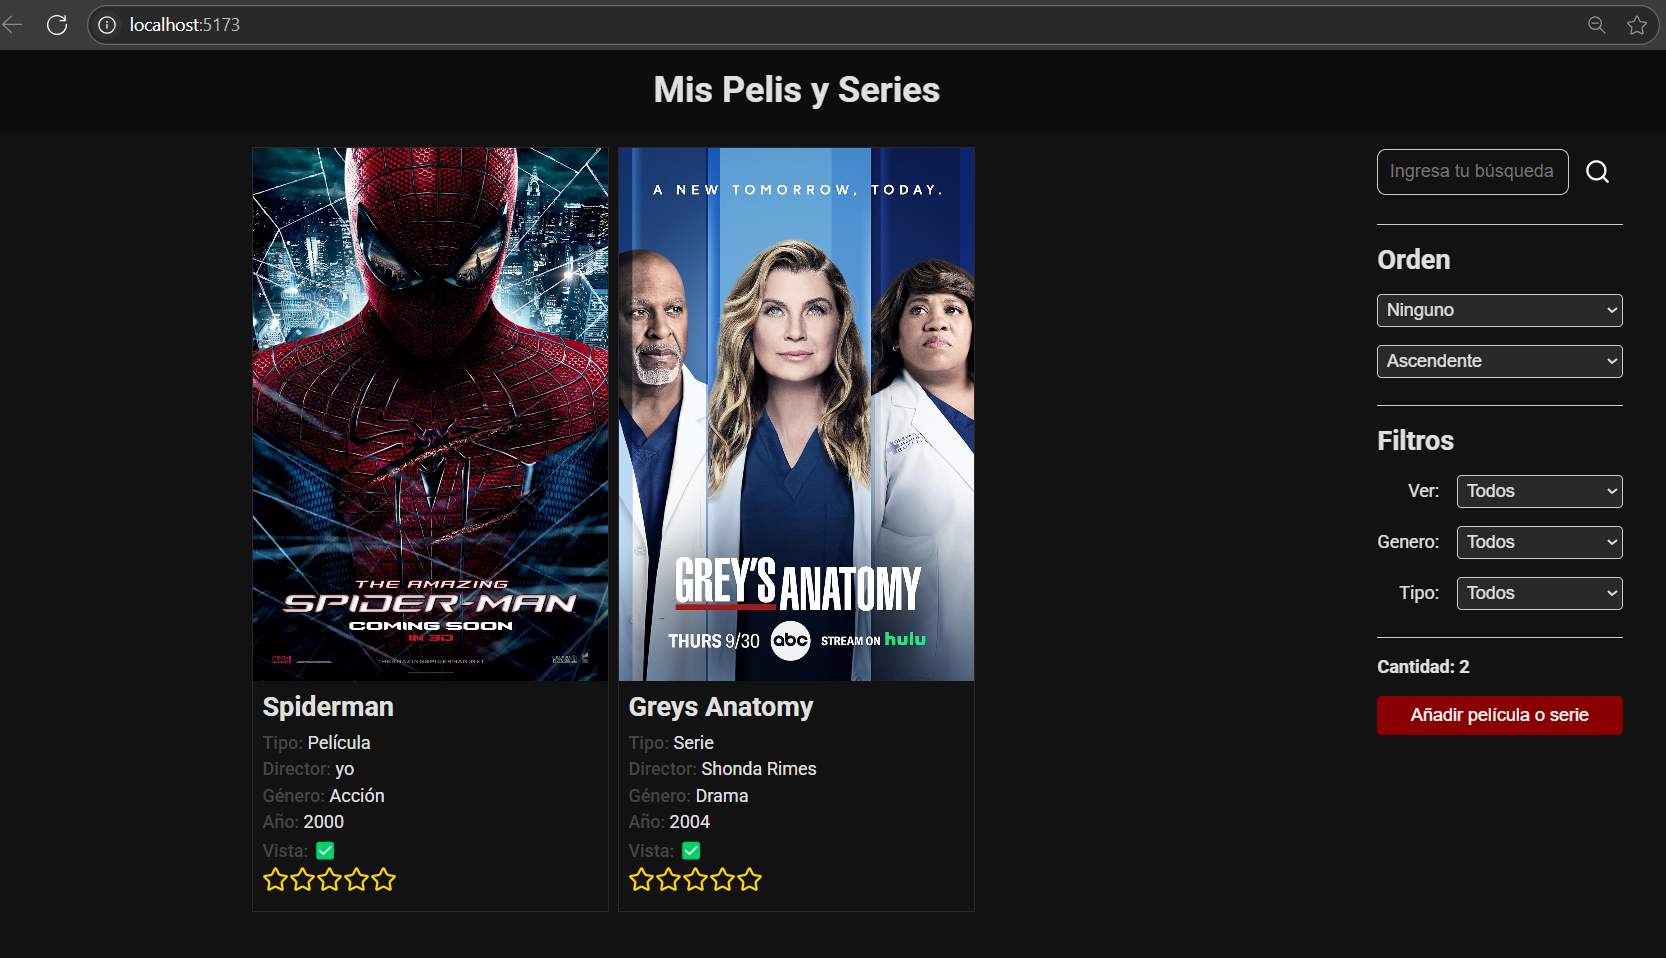 localhost:5173
Mis Pelis y Series
THE AMAZING
SPIDER-MAN
COMING SOON
IN 3D
THEAMAZINGSPIDERMAN.NET
Spiderman
Tipo: Película
Director: yo
Género: Acción
Año: 2000
Vista:
A NEW TOMORROW. TODAY.
GREY'S ANATOMY
THURS 9/30 abc STREAM ON hulu
Greys Anatomy
Tipo: Serie
Director: Shonda Rimes
Género: Drama
Año: 2004
Vista:
Ingresa tu búsqueda
Orden
Ninguno
Ascendente
Filtros
Ver: Todos
Genero: Todos
Tipo: Todos
Cantidad: 2
Añadir película o serie